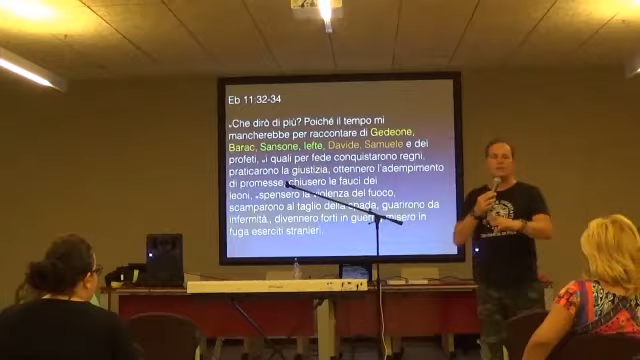 Eb 11:32-34
„Che dirò di più? Poiché il tempo mi
mancherebbe per raccontare di Gedeone,
Barac, Sansone, Iefte, Davide, Samuele e dei
profeti, „i quali per fede conquistarono regni,
praticarono la giustizia, ottennero l'adempimento
di promesse, chiusero le fauci dei
leoni, „spensero la violenza del fuoco,
scamparono al taglio della spada, guarirono da
infermità, divennero forti in guerra, misero in
fuga eserciti stranieri.